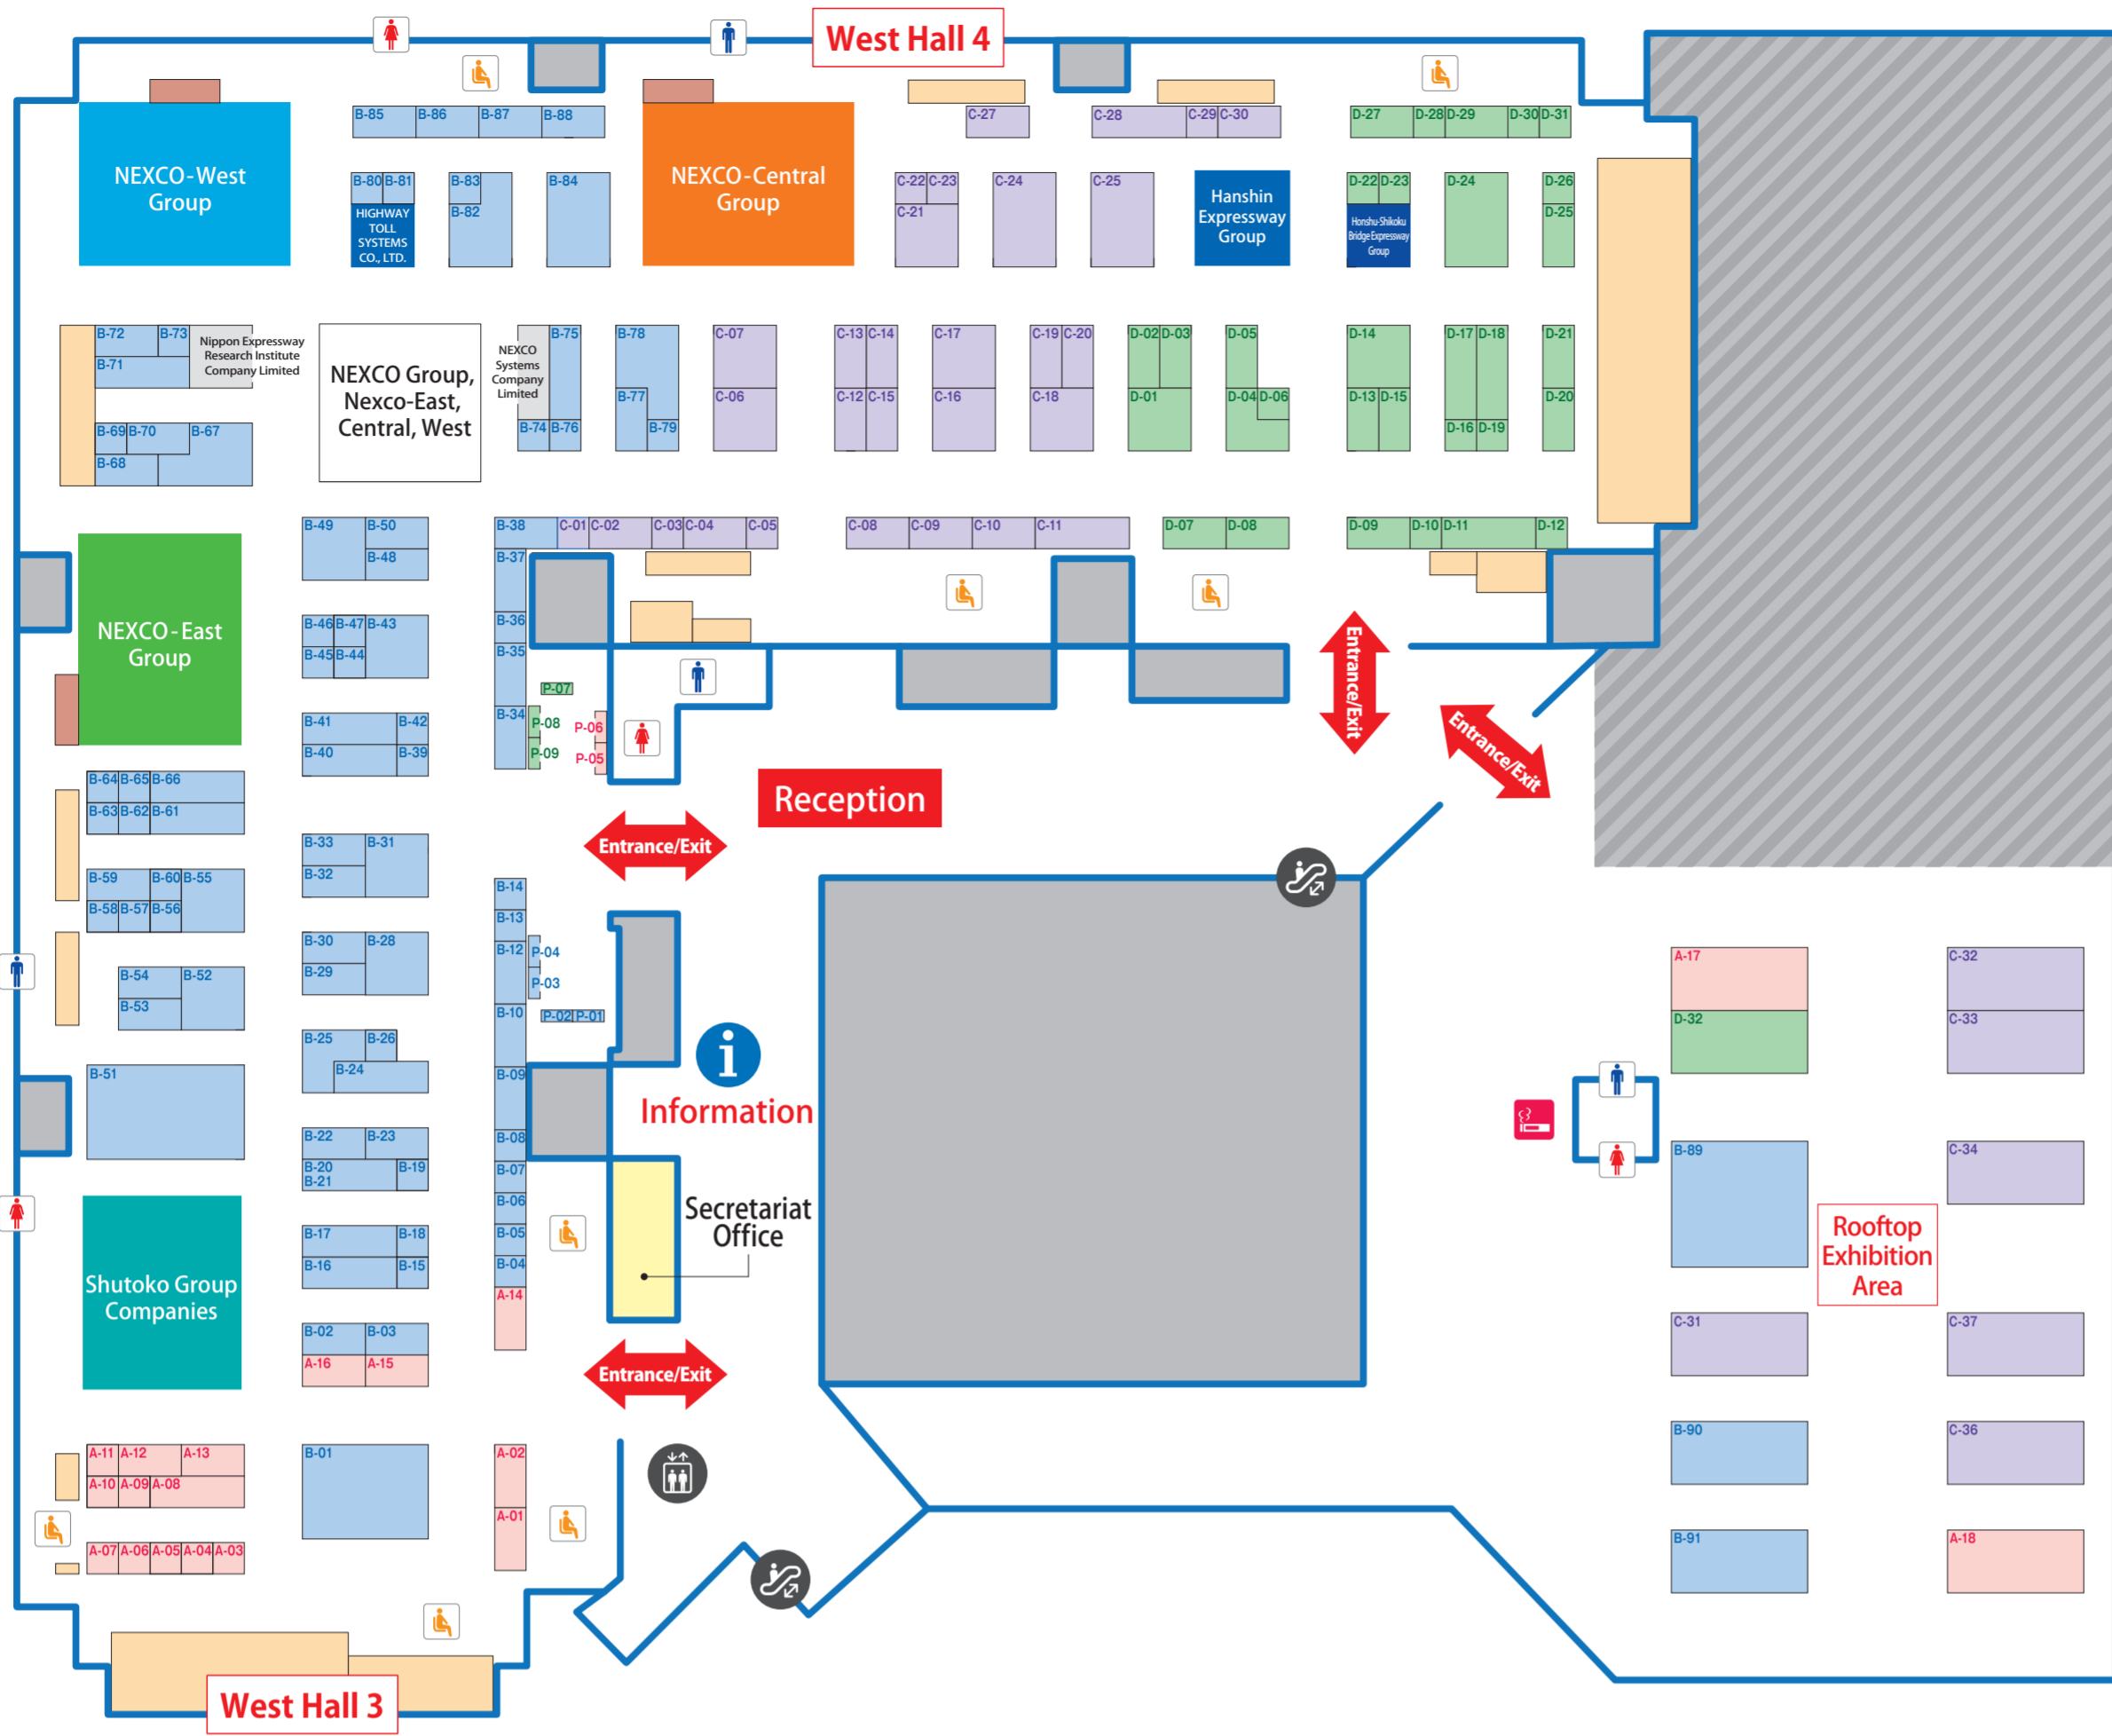 West Hall 4
B-85 B-86 B-87 B-88
C-27
C-28 C-29 C-30
D-27 D-28 D-29 D-30 D-31
NEXCO-West
Group
B-80 B-81
HIGHWAY
TOLL
SYSTEMS
CO., LTD.
B-83
B-82
B-84
NEXCO-Central
Group
C-22 C-23
C-21
C-24
C-25
Hanshin
Expressway
Group
D-22 D-23
Honshu-Shikoku
Bridge Expressway
Group
D-24
D-26
D-25
B-72 B-73
B-71
Nippon Expressway
Research Institute
Company Limited
NEXCO Group,
Nexco-East,
Central, West
NEXCO
Systems
Company
Limited
B-75
B-74 B-76
B-78
B-77
B-79
C-07
C-06
C-13 C-14
C-12 C-15
C-17
C-16
C-19 C-20
C-18
D-02 D-03
D-01
D-05
D-04 D-06
D-14
D-13 D-15
D-17 D-18
D-16 D-19
D-21
D-20
B-69 B-70 B-67
B-68
B-49 B-50
B-48
B-38 C-01 C-02 C-03 C-04 C-05
C-08 C-09 C-10 C-11
D-07 D-08
D-09 D-10 D-11 D-12
B-37
B-36
B-35
B-34
NEXCO-East
Group
B-46 B-47 B-43
B-45 B-44
P-07
P-08
P-09
P-06
P-05
Entrance/Exit
Entrance/Exit
B-41 B-42
B-40 B-39
B-64 B-65 B-66
B-63 B-62 B-61
Reception
Entrance/Exit
B-33 B-31
B-32
B-59 B-60 B-55
B-58 B-57 B-56
B-14
B-13
B-12
B-10
B-09
B-08
B-07
B-06
B-05
B-04
A-14
P-04
P-03
P-02 P-01
B-30 B-28
B-29
B-54 B-52
B-53
B-25 B-26
B-24
B-51
Information
B-22 B-23
B-20 B-19
B-21
Secretariat
Office
Shutoko Group
Companies
B-17 B-18
B-16 B-15
B-02 B-03
A-16 A-15
Entrance/Exit
A-11 A-12 A-13
A-10 A-09 A-08
B-01
A-02
A-01
A-07 A-06 A-05 A-04 A-03
West Hall 3
A-17
D-32
C-32
C-33
B-89
C-34
Rooftop
Exhibition
Area
C-31
C-37
B-90
C-36
B-91
A-18